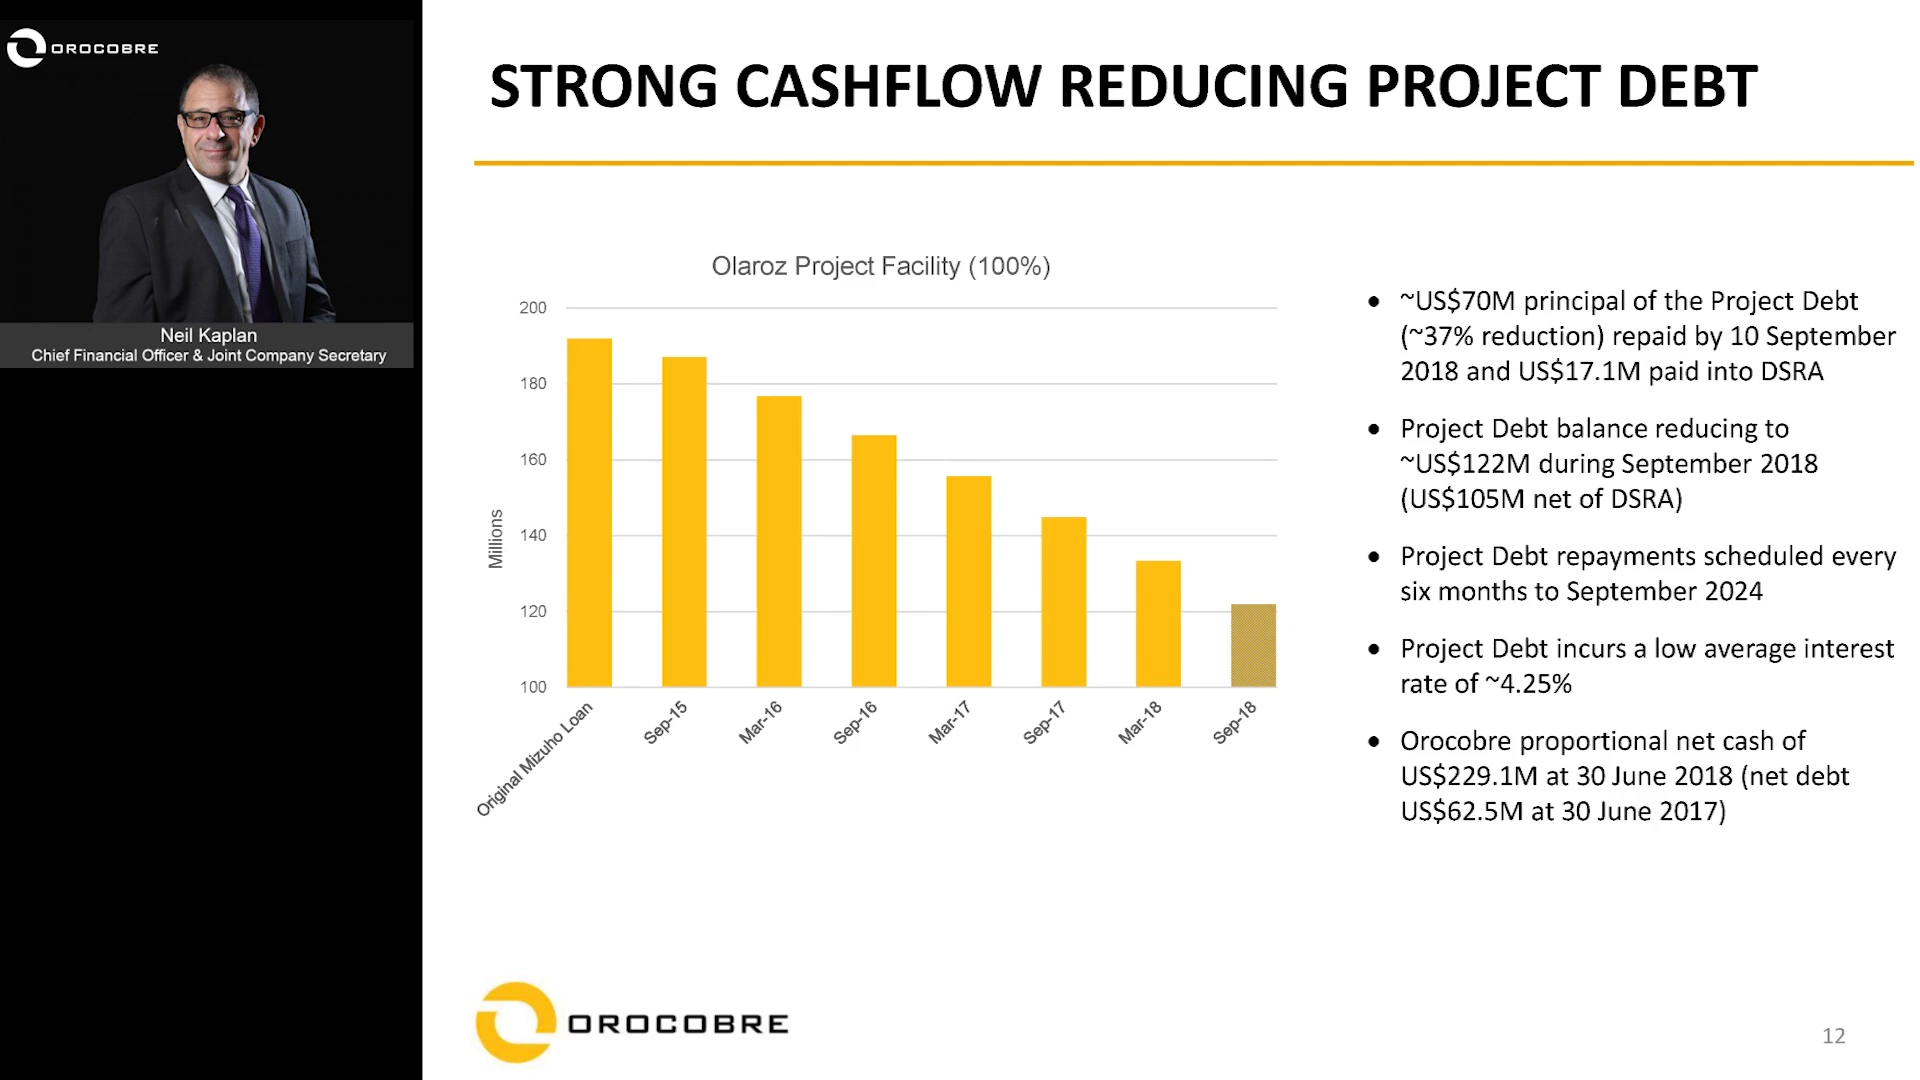 OROCOBRE
Neil Kaplan
Chief Financial Officer & Joint Company Secretary
STRONG CASHFLOW REDUCING PROJECT DEBT
Olaroz Project Facility (100%)
200
180
160
140
120
100
Millions
Original Mizuho Loan
Sep-15
Mar-16
Sep-16
Mar-17
Sep-17
Mar-18
Sep-18
• ~US$70M principal of the Project Debt
(~37% reduction) repaid by 10 September
2018 and US$17.1M paid into DSRA
• Project Debt balance reducing to
~US$122M during September 2018
(US$105M net of DSRA)
• Project Debt repayments scheduled every
six months to September 2024
• Project Debt incurs a low average interest
rate of ~4.25%
• Orocobre proportional net cash of
US$229.1M at 30 June 2018 (net debt
US$62.5M at 30 June 2017)
OROCOBRE
12